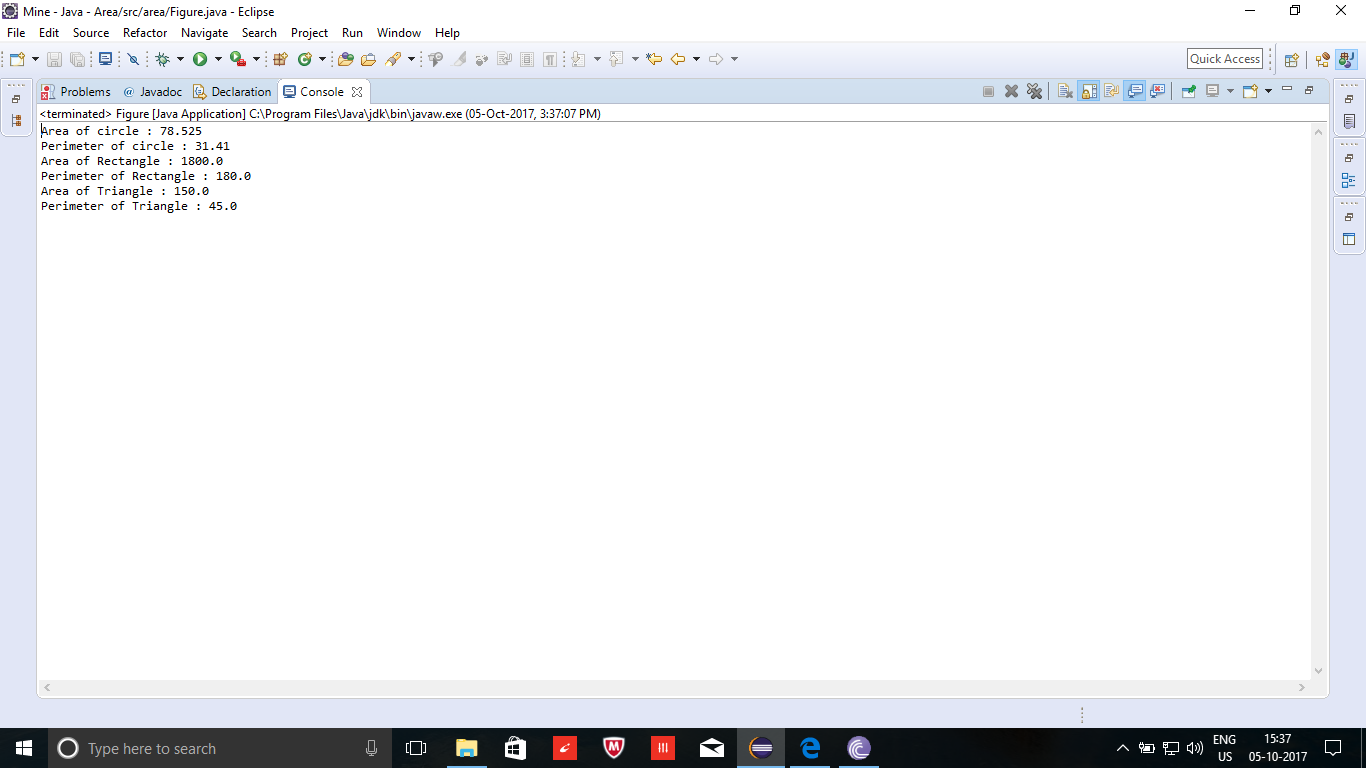 Mine - Java - Area/src/area/Figure.java - Eclipse
File Edit Source Refactor Navigate Search Project Run Window Help
Quick Access
Problems @ Javadoc Declaration Console
<terminated> Figure [Java Application] C:\Program Files\Java\jdk\bin\javaw.exe (05-Oct-2017, 3:37:07 PM)
Area of circle : 78.525
Perimeter of circle : 31.41
Area of Rectangle : 1800.0
Perimeter of Rectangle : 180.0
Area of Triangle : 150.0
Perimeter of Triangle : 45.0
Type here to search
ENG
US
15:37
05-10-2017